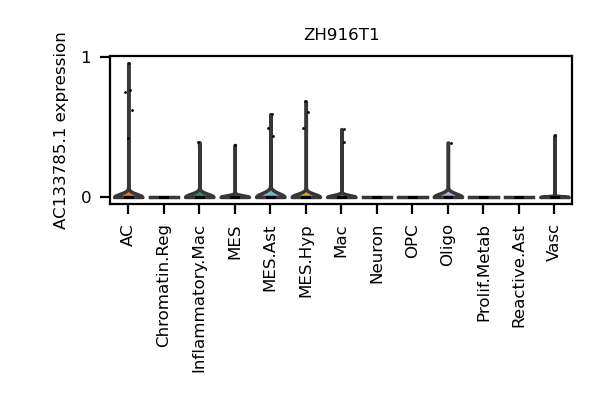 ZH916T1
AC133785.1 expression
1
0
AC
Chromatin.Reg
Inflammatory.Mac
MES
MES.Ast
MES.Hyp
Mac
Neuron
OPC
Oligo
Prolif.Metab
Reactive.Ast
Vasc